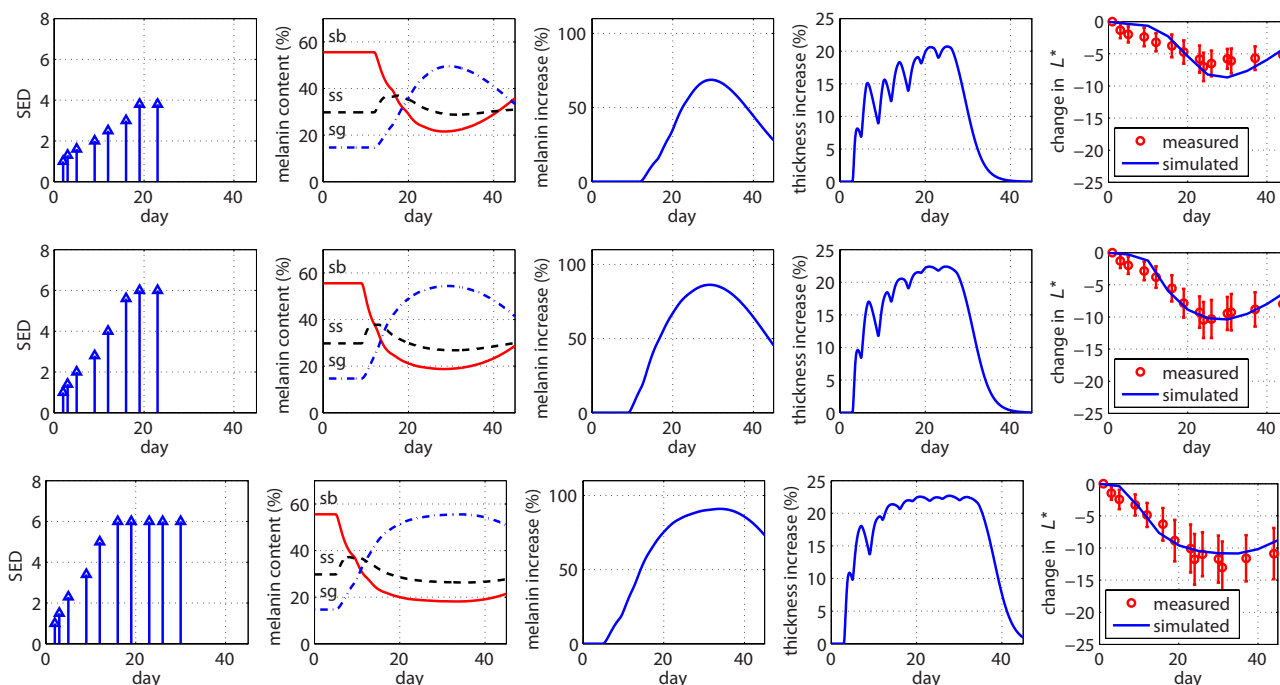 SED
8
6
4
2
0
0
20
40
day
melanin content (%)
60
40
20
0
sb
ss
sg
0
20
40
day
melanin increase (%)
100
50
0
0
20
40
day
thickness increase (%)
25
20
15
10
5
0
0
20
40
day
change in L*
0
−5
−10
−15
−20
−25
measured
simulated
0
20
40
day
SED
8
6
4
2
0
0
20
40
day
melanin content (%)
60
40
20
0
sb
ss
sg
0
20
40
day
melanin increase (%)
100
50
0
0
20
40
day
thickness increase (%)
25
20
15
10
5
0
0
20
40
day
change in L*
0
−5
−10
−15
−20
−25
measured
simulated
0
20
40
day
SED
8
6
4
2
0
0
20
40
day
melanin content (%)
60
40
20
0
sb
ss
sg
0
20
40
day
melanin increase (%)
100
50
0
0
20
40
day
thickness increase (%)
25
20
15
10
5
0
0
20
40
day
change in L*
0
−5
−10
−15
−20
−25
measured
simulated
0
20
40
day